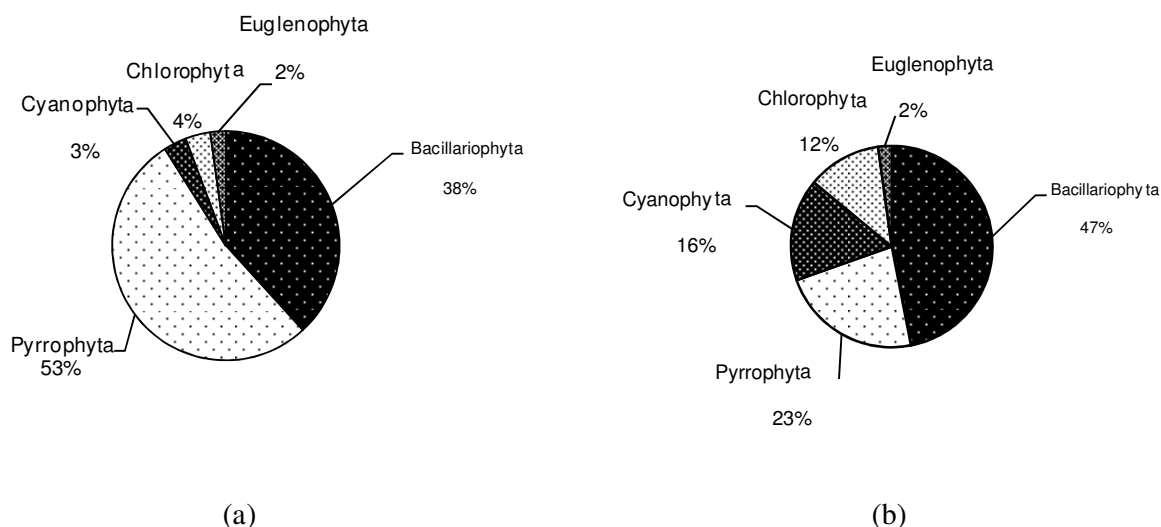 Euglenophyta
2%
Chlorophyta
4%
Cyanophyta
3%
Bacillariophyta
38%
Pyrrophyta
53%
(a)
Euglenophyta
2%
Chlorophyta
12%
Cyanophyta
16%
Bacillariophyta
47%
Pyrrophyta
23%
(b)